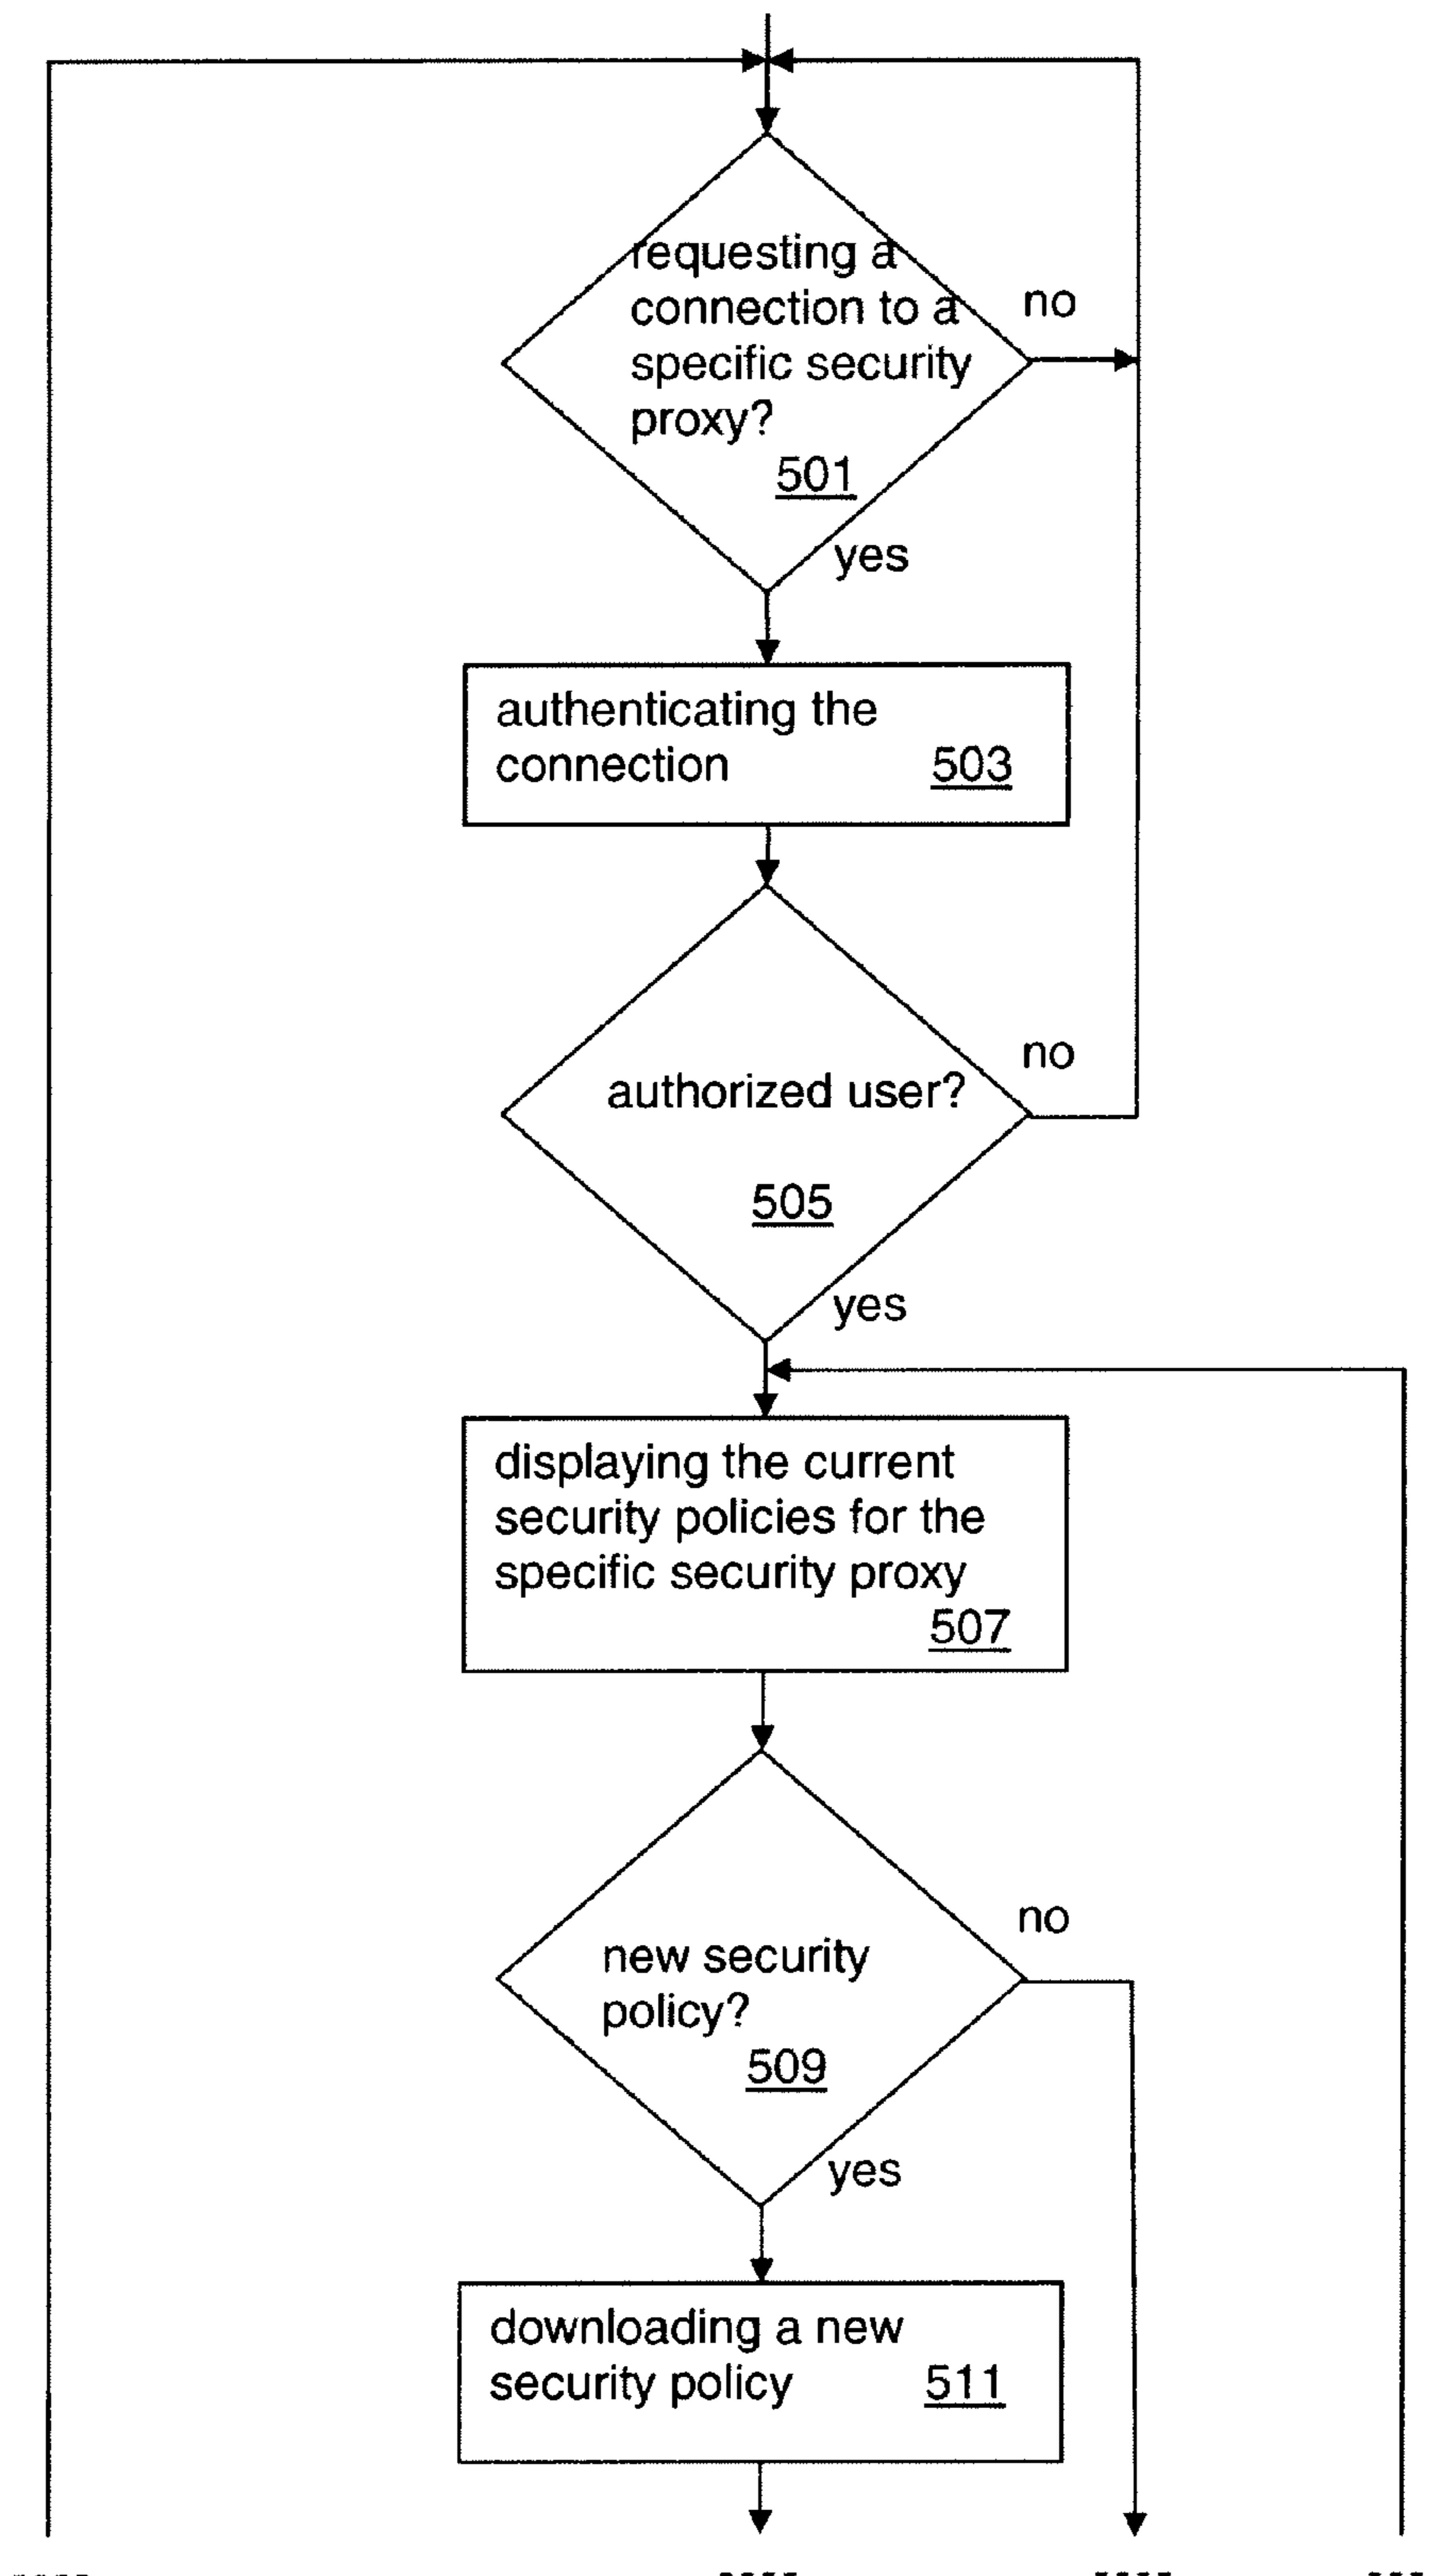 requesting a
connection to a
specific security
proxy?
501
no
yes
authenticating the
connection 503
authorized user?
505
no
yes
displaying the current
security policies for the
specific security proxy
507
new security
policy?
509
no
yes
downloading a new
security policy 511